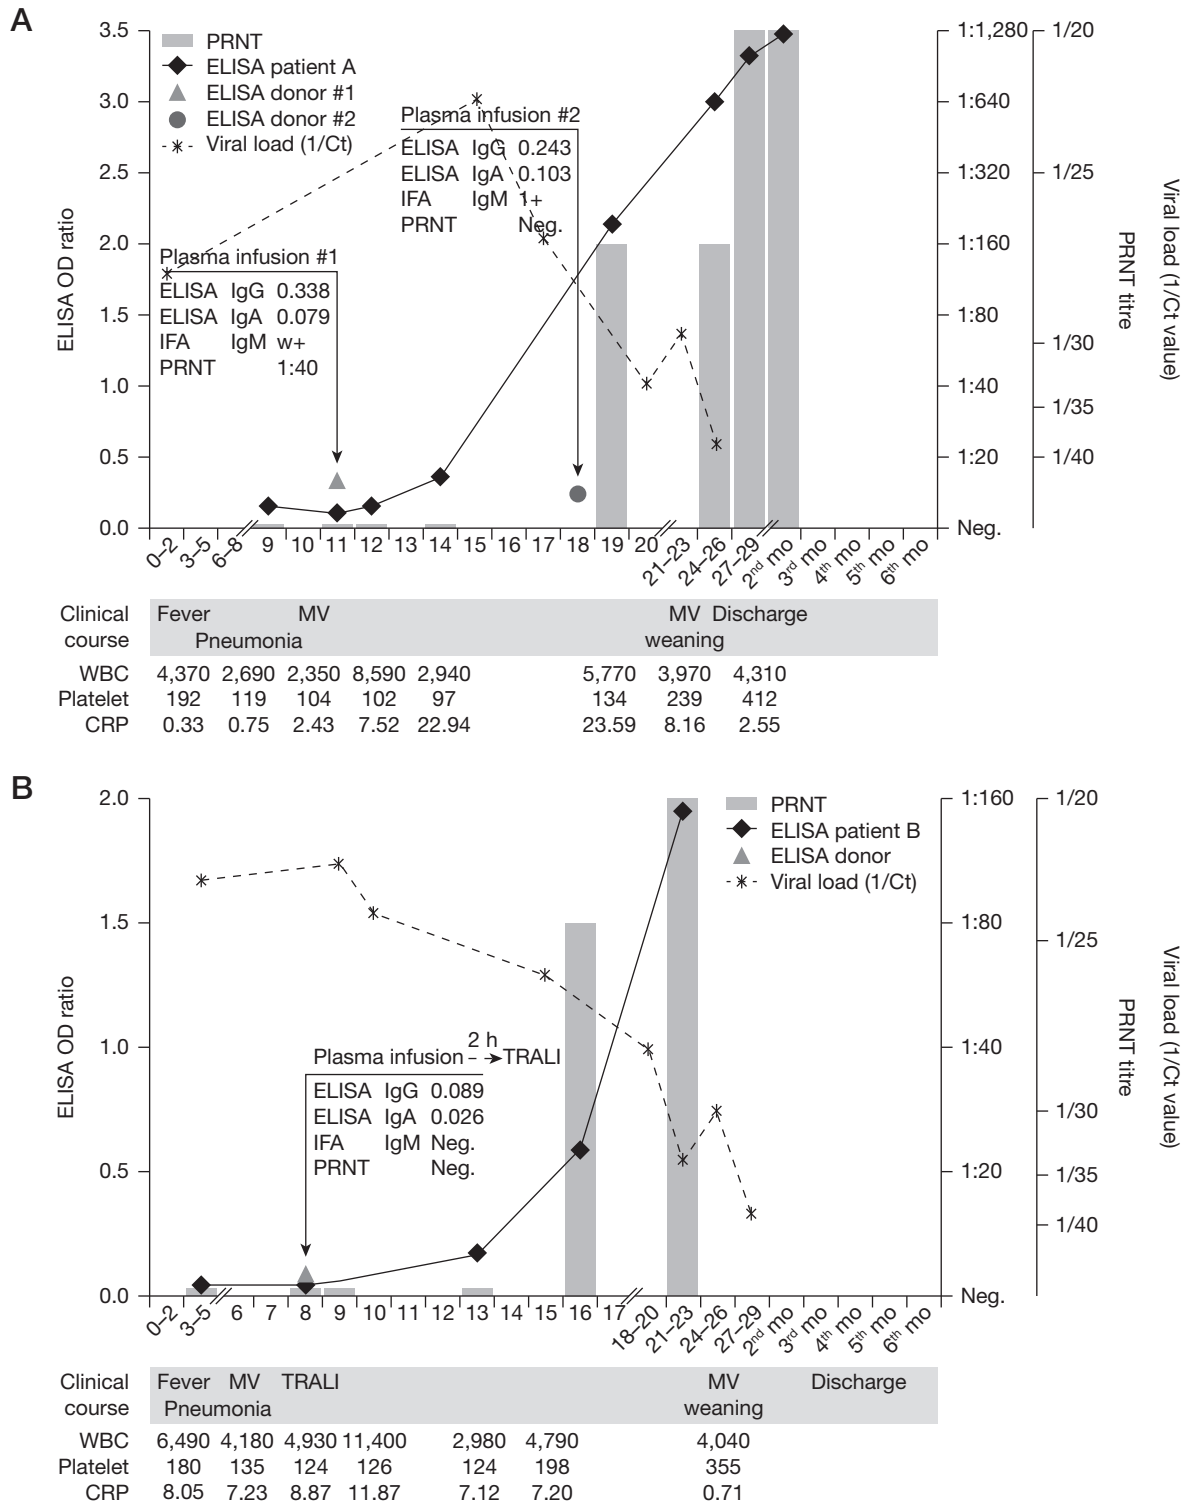 A
3.5
3.0
2.5
2.0
1.5
1.0
0.5
0.0
ELISA OD ratio
PRNT
ELISA patient A
ELISA donor #1
ELISA donor #2
Viral load (1/Ct)
Plasma infusion #1
ELISA IgG 0.338
ELISA IgA 0.079
IFA IgM w+
PRNT 1:40
Plasma infusion #2
ELISA IgG 0.243
ELISA IgA 0.103
IFA IgM 1+
PRNT Neg.
1:1,280
1:640
1:320
1:160
1:80
1:40
1:20
Neg.
PRNT titre
1/20
1/25
1/30
1/35
1/40
Viral load (1/Ct value)
0–2 3–5 6–8 9 10 11 12 13 14 15 16 17 18 19 20 21–23 24–26 27–29 2nd mo 3rd mo 4th mo 5th mo 6th mo
Clinical course
Fever MV MV Discharge
Pneumonia weaning
WBC 4,370 2,690 2,350 8,590 2,940 5,770 3,970 4,310
Platelet 192 119 104 102 97 134 239 412
CRP 0.33 0.75 2.43 7.52 22.94 23.59 8.16 2.55
B
2.0
1.5
1.0
0.5
0.0
ELISA OD ratio
PRNT
ELISA patient B
ELISA donor
Viral load (1/Ct)
2 h
Plasma infusion TRALI
ELISA IgG 0.089
ELISA IgA 0.026
IFA IgM Neg.
PRNT Neg.
1:160
1:80
1:40
1:20
Neg.
PRNT titre
1/20
1/25
1/30
1/35
1/40
Viral load (1/Ct value)
0–2 3–5 6 7 8 9 10 11 12 13 14 15 16 17 18–20 21–23 24–26 27–29 2nd mo 3rd mo 4th mo 5th mo 6th mo
Clinical course
Fever MV TRALI MV Discharge
Pneumonia weaning
WBC 6,490 4,180 4,930 11,400 2,980 4,790 4,040
Platelet 180 135 124 126 124 198 355
CRP 8.05 7.23 8.87 11.87 7.12 7.20 0.71